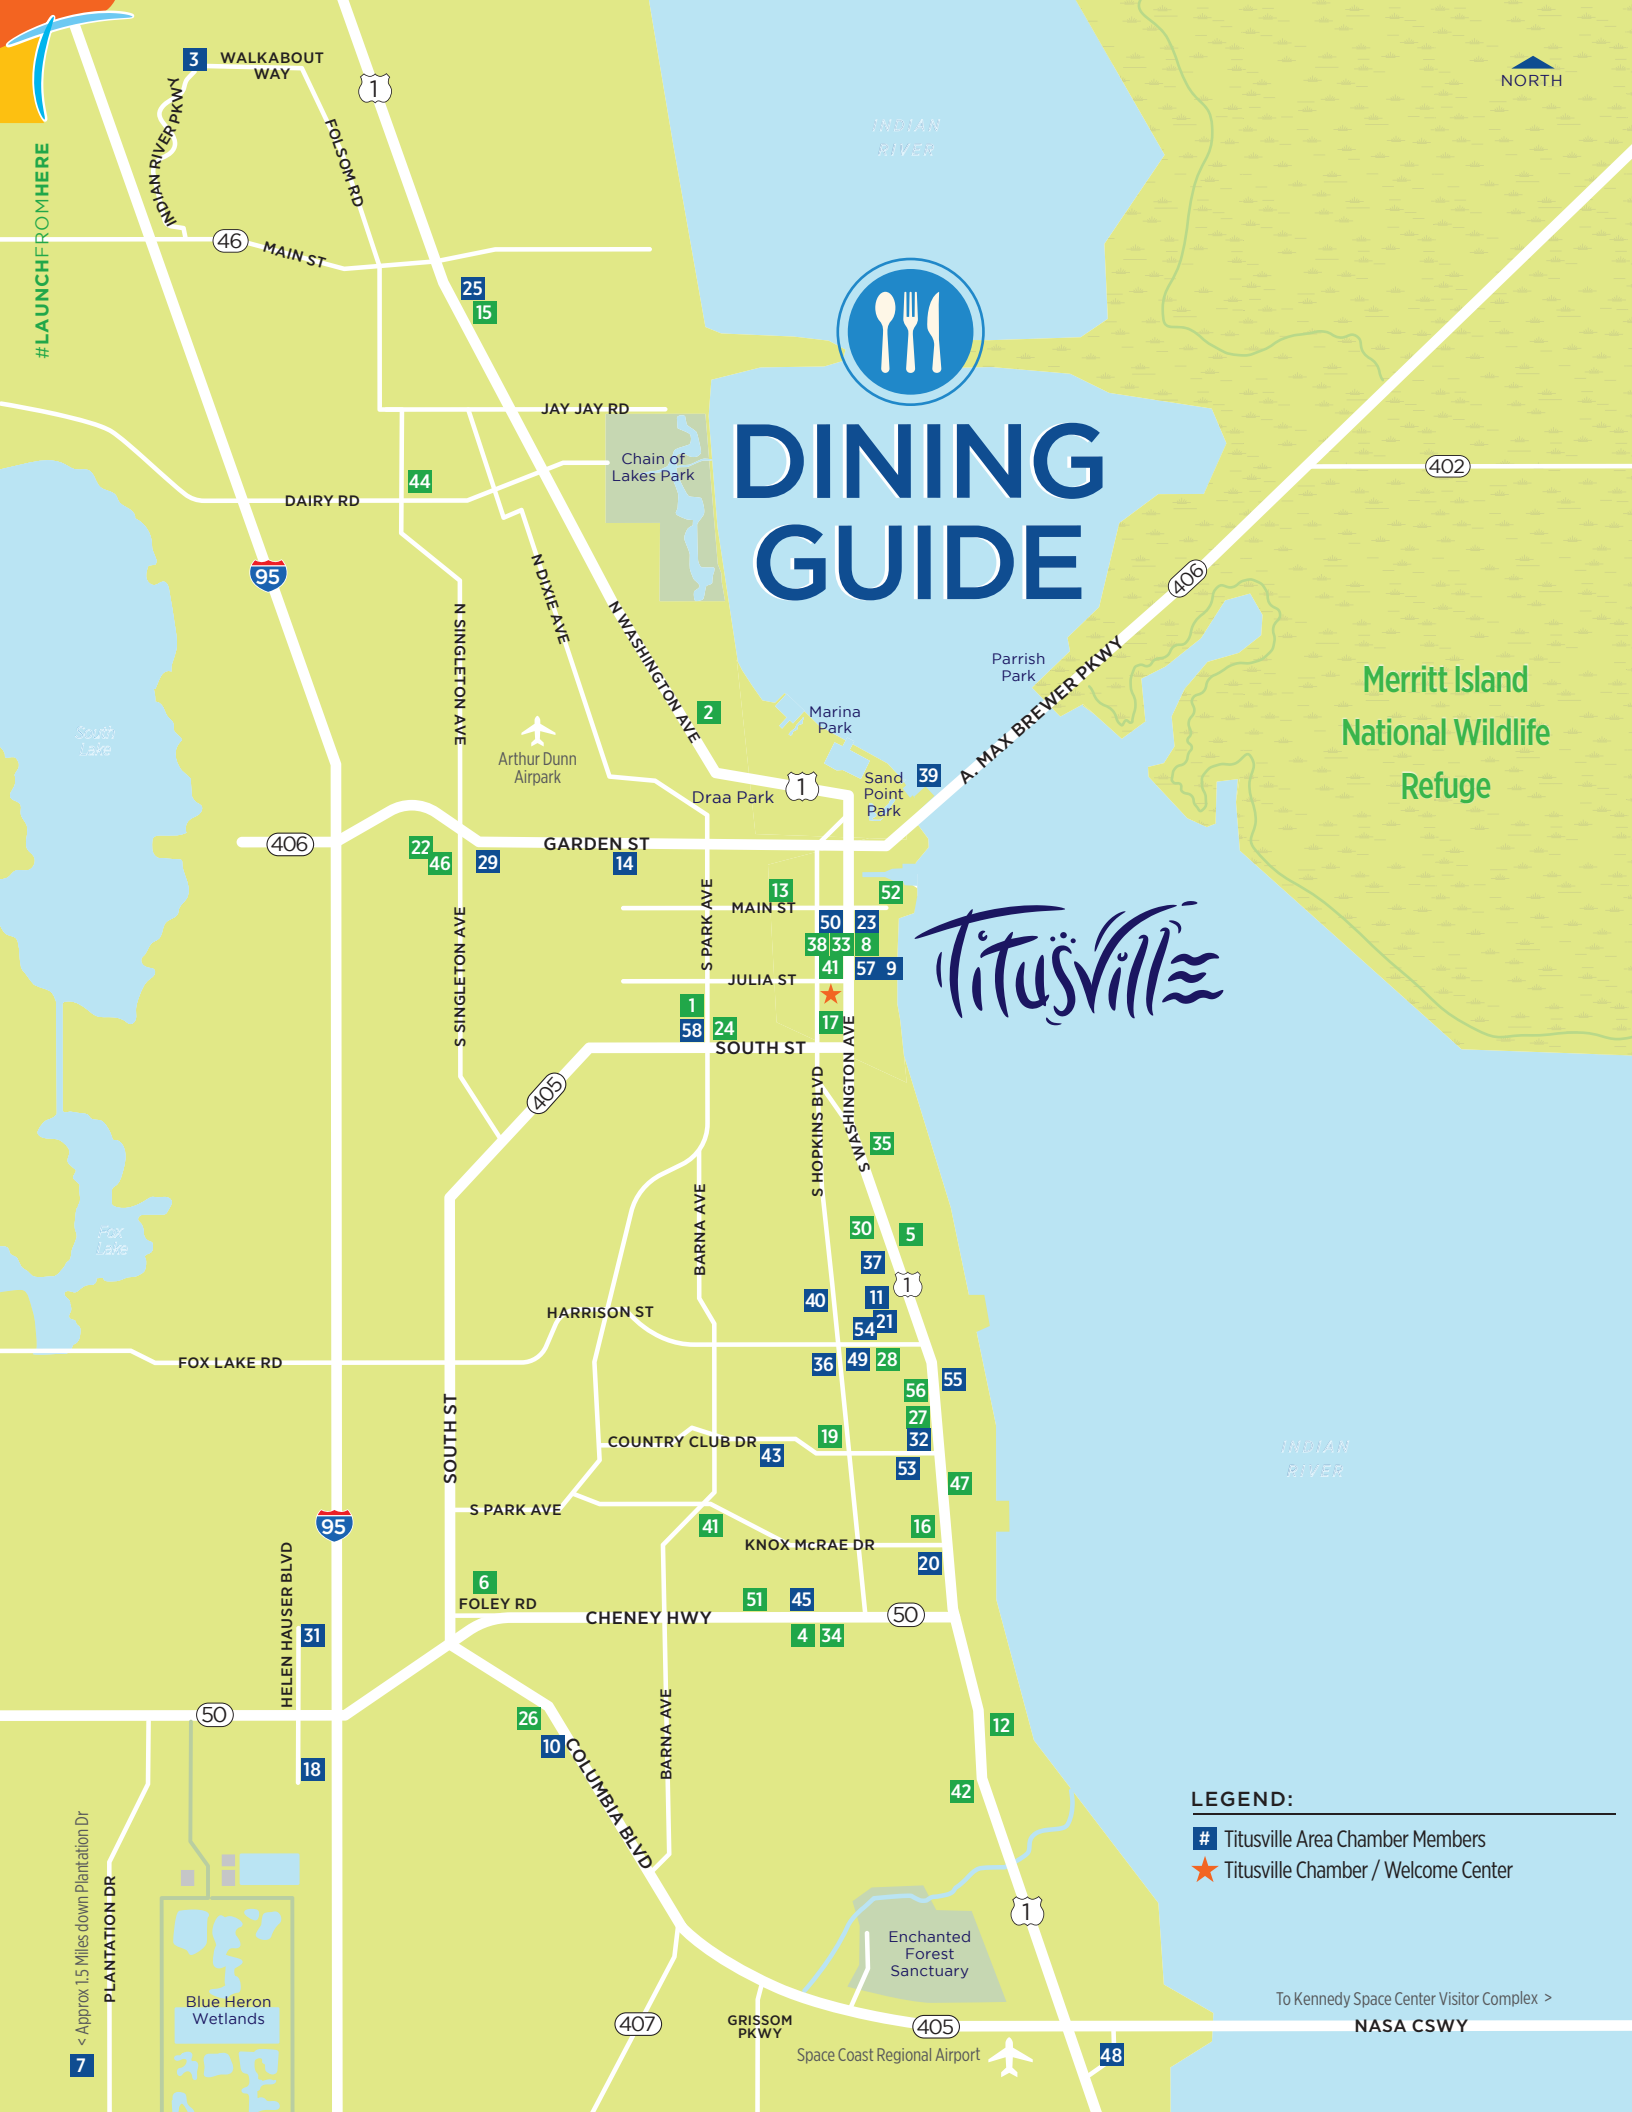 3
WALKABOUT
WAY
1
NORTH
INDIAN RIVER PKWY
FOLSOM RD
#LAUNCHFROMHERE
INDIAN
RIVER
46
MAIN ST
25
15
JAY JAY RD
Chain of
Lakes Park
DINING
GUIDE
402
44
DAIRY RD
95
N DIXIE AVE
N SINGLETON AVE
N WASHINGTON AVE
406
A. MAX BREWER PKWY
Parrish
Park
Merritt Island
National Wildlife
Refuge
2
Marina
Park
South
Lake
Arthur Dunn
Airpark
Draa Park
1
Sand
Point
Park
39
406
22
46
29
GARDEN ST
14
13
52
MAIN ST
50
23
38
33
8
41
57
9
Titusville
S PARK AVE
S SINGLETON AVE
JULIA ST
1
58
24
17
SOUTH ST
405
S HOPKINS BLVD
S WASHINGTON AVE
35
BARNA AVE
30
5
Fox
Lake
37
1
40
11
21
54
HARRISON ST
FOX LAKE RD
36
49
28
55
56
27
32
SOUTH ST
COUNTRY CLUB DR
43
19
53
47
INDIAN
RIVER
S PARK AVE
41
16
KNOX McRAE DR
20
95
HELEN HAUSER BLVD
6
FOLEY RD
CHENEY HWY
51
45
50
4
34
31
50
26
10
COLUMBIA BLVD
BARNA AVE
12
42
18
LEGEND:
# Titusville Area Chamber Members
Titusville Chamber / Welcome Center
< Approx 1.5 Miles down Plantation Dr
PLANTATION DR
7
Blue Heron
Wetlands
Enchanted
Forest
Sanctuary
1
407
GRISSOM
PKWY
405
Space Coast Regional Airport
48
To Kennedy Space Center Visitor Complex >
NASA CSWY